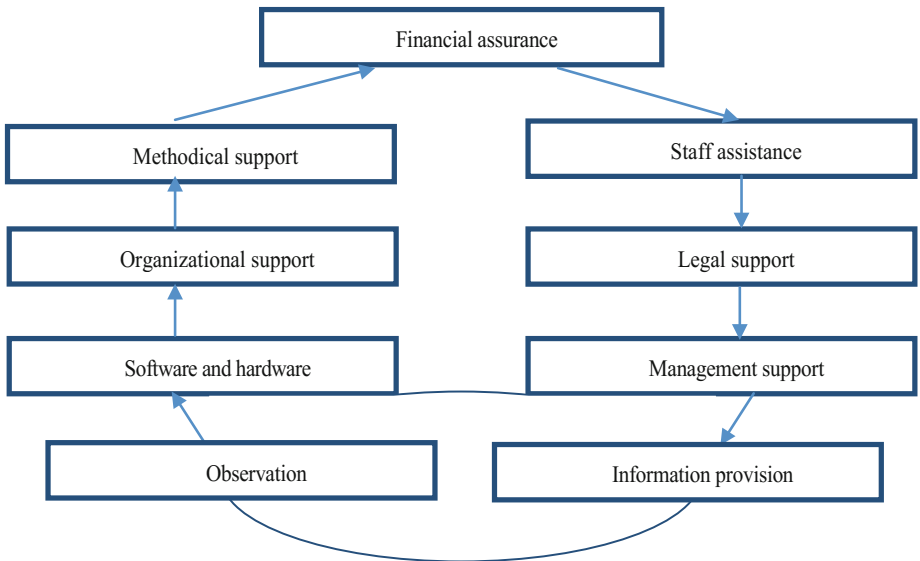 Financial assurance
Methodical support
Staff assistance
Organizational support
Legal support
Software and hardware
Management support
Observation
Information provision